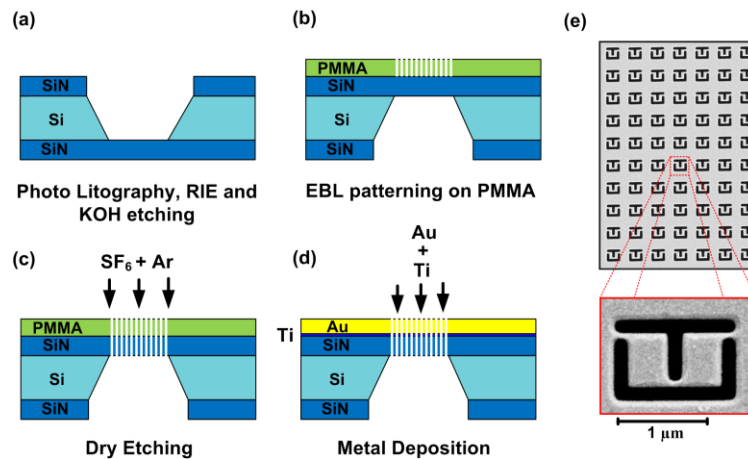 (a)
SiN
Si
SiN
Photo Litography, RIE and
KOH etching
(b)
PMMA
SiN
Si
EBL patterning on PMMA
(c)
SF₆ + Ar
PMMA
SiN
Si
SiN
Dry Etching
(d)
Au
+
Ti
Ti
Au
SiN
Si
SiN
Metal Deposition
(e)
1 µm